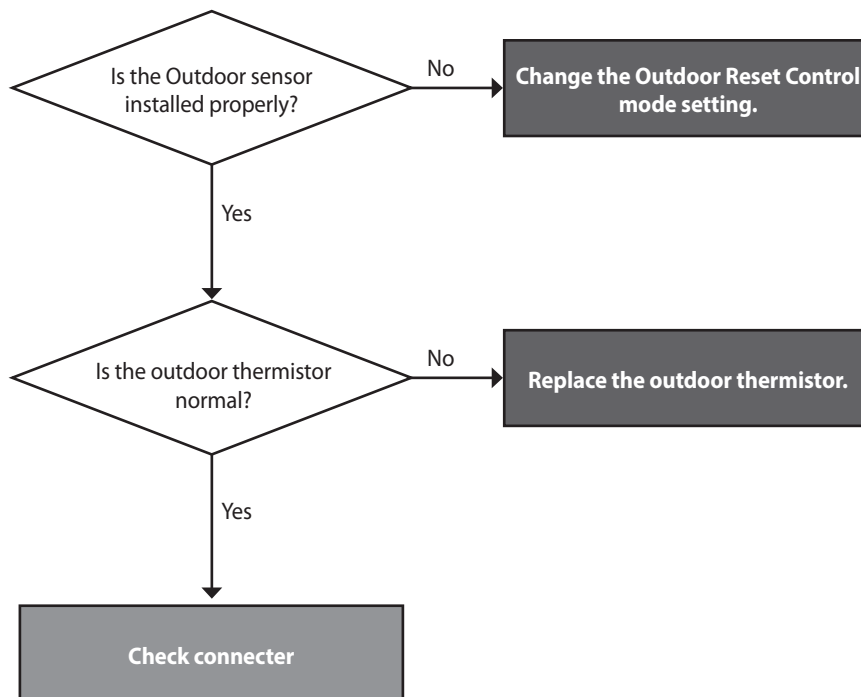 Is the Outdoor sensor
installed properly?
No
Change the Outdoor Reset Control
mode setting.
Yes
Is the outdoor thermistor
normal?
No
Replace the outdoor thermistor.
Yes
Check connecter